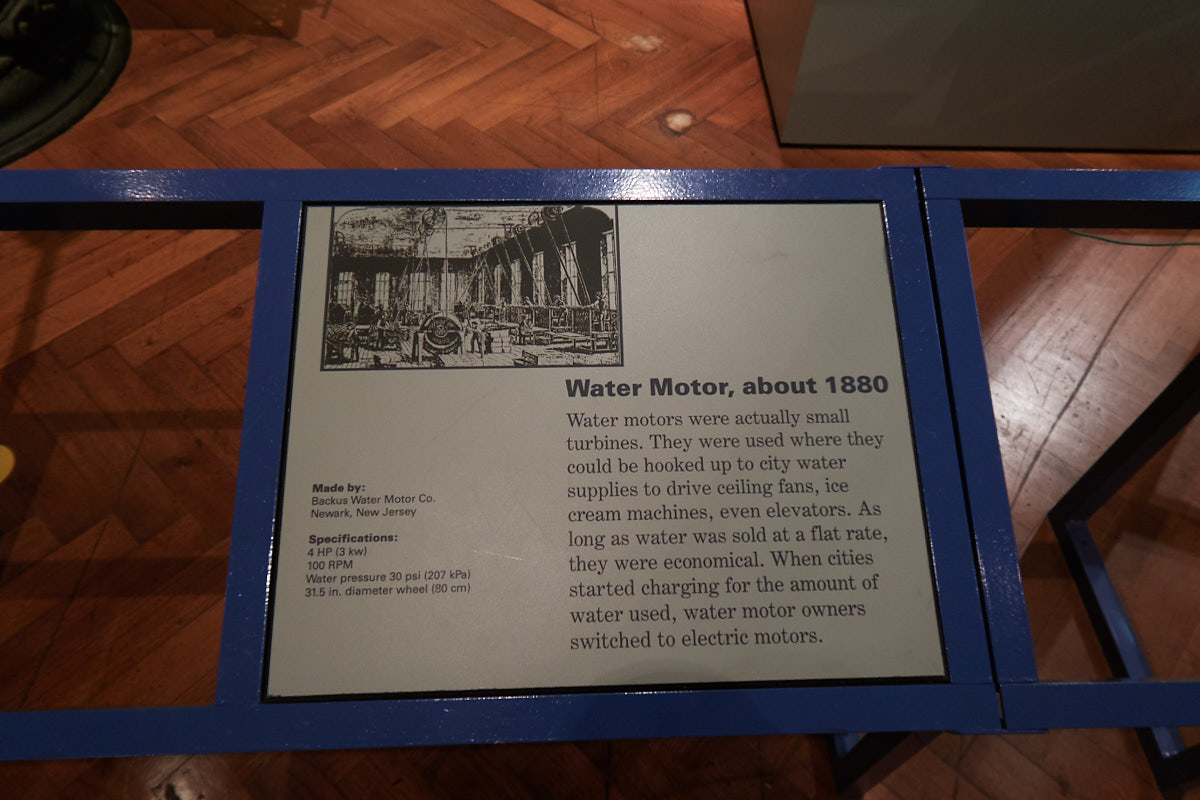 Water Motor, about 1880
Water motors were actually small
turbines. They were used where they
could be hooked up to city water
supplies to drive ceiling fans, ice
cream machines, even elevators. As
long as water was sold at a flat rate,
they were economical. When cities
started charging for the amount of
water used, water motor owners
switched to electric motors.
Made by:
Backus Water Motor Co.
Newark, New Jersey
Specifications:
4 HP (3 kw)
100 RPM
Water pressure 30 psi (207 kPa)
31.5 in. diameter wheel (80 cm)